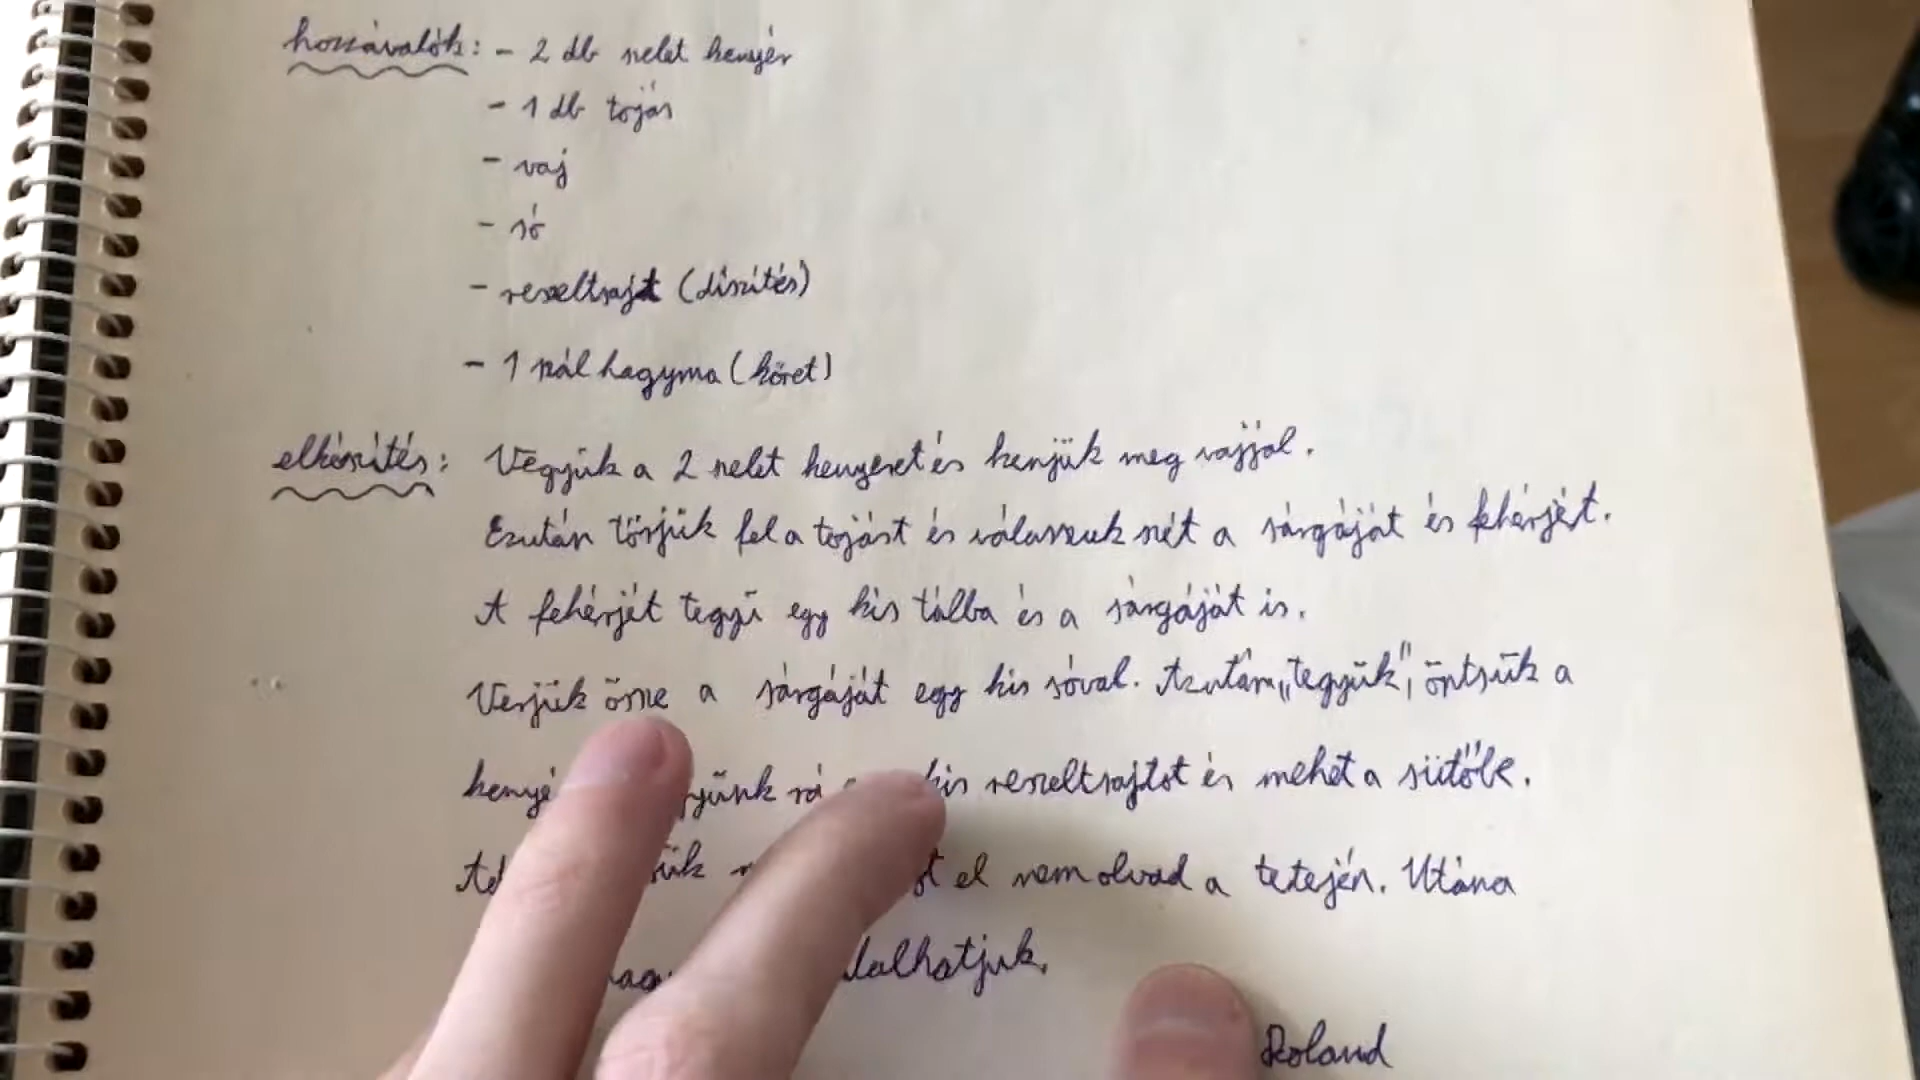 hozzávalók: - 2 db szelet kenyér
- 1 db tojás
- vaj
- só
- reszeltsajt (díszítés)
- 1 szál hagyma (köret)
elkészítés: Vegyük a 2 szelet kenyeret és kenjük meg vajjal.
Ezután törjük fel a tojást és válasszuk szét a sárgáját és fehérjét.
A fehérjét tegyü egy kis tálba és a sárgáját is.
Verjük össze a sárgáját egy kis sóval. Azután „tegyük", öntsük a
rá kis reszeltsajtot és mehet a sütőbe.
el nem olvad a tetején. Utána
Roland